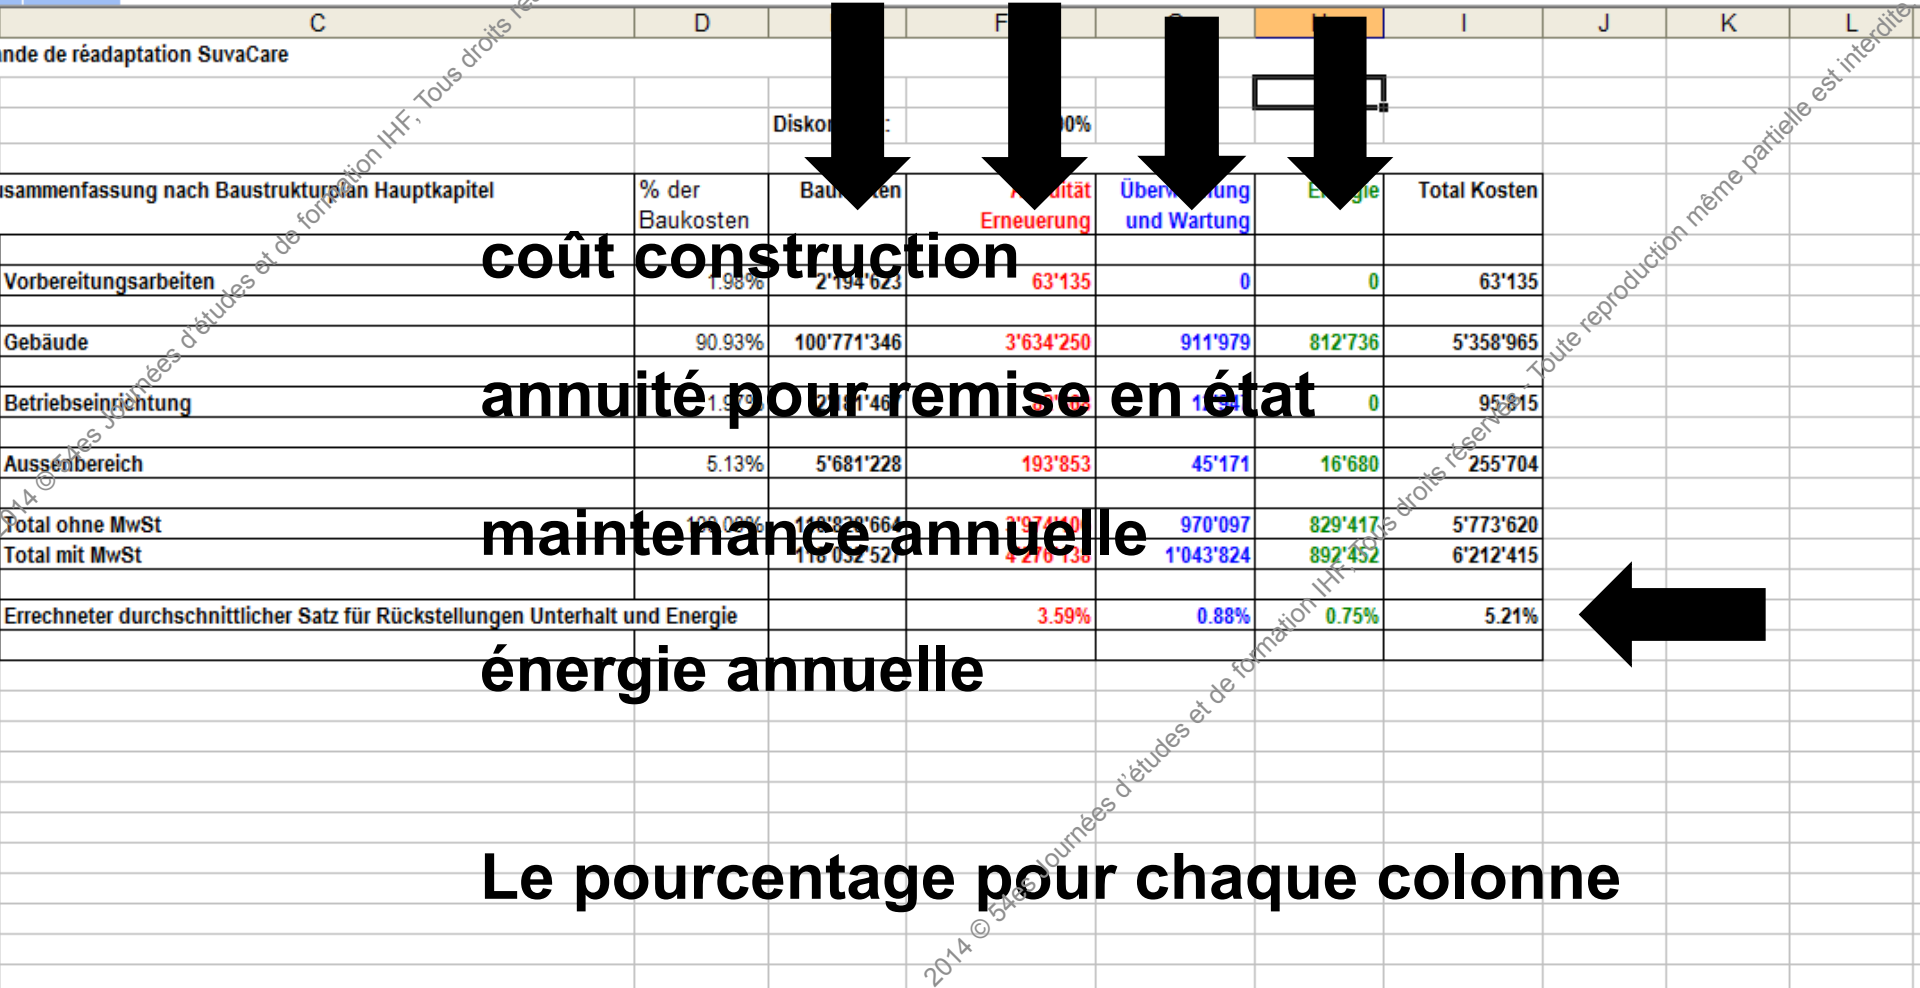 C D F I J K L
nde de réadaptation SuvaCare
usammenfassung nach Baustrukturplan Hauptkapitel % der Baukosten Total Kosten
Erneuerung und Wartung
coût construction
Vorbereitungsarbeiten 1.98% 2'194'623 63'135 0 0 63'135
Gebäude 90.93% 100'771'346 3'634'250 911'979 812'736 5'358'965
annuité pour remise en état
Betriebseinrichtung 0 95'815
Aussenbereich 5.13% 5'681'228 193'853 45'171 16'680 255'704
maintenance annuelle
Total ohne MwSt 970'097 829'417 5'773'620
Total mit MwSt 118'032'527 4'276'138 1'043'824 892'452 6'212'415
Errechneter durchschnittlicher Satz für Rückstellungen Unterhalt und Energie 3.59% 0.88% 0.75% 5.21%
énergie annuelle
Le pourcentage pour chaque colonne
2014 © 54es Journées d'études et de formation IHF, Tous droits réservés. Toute reproduction même partielle est interdite.